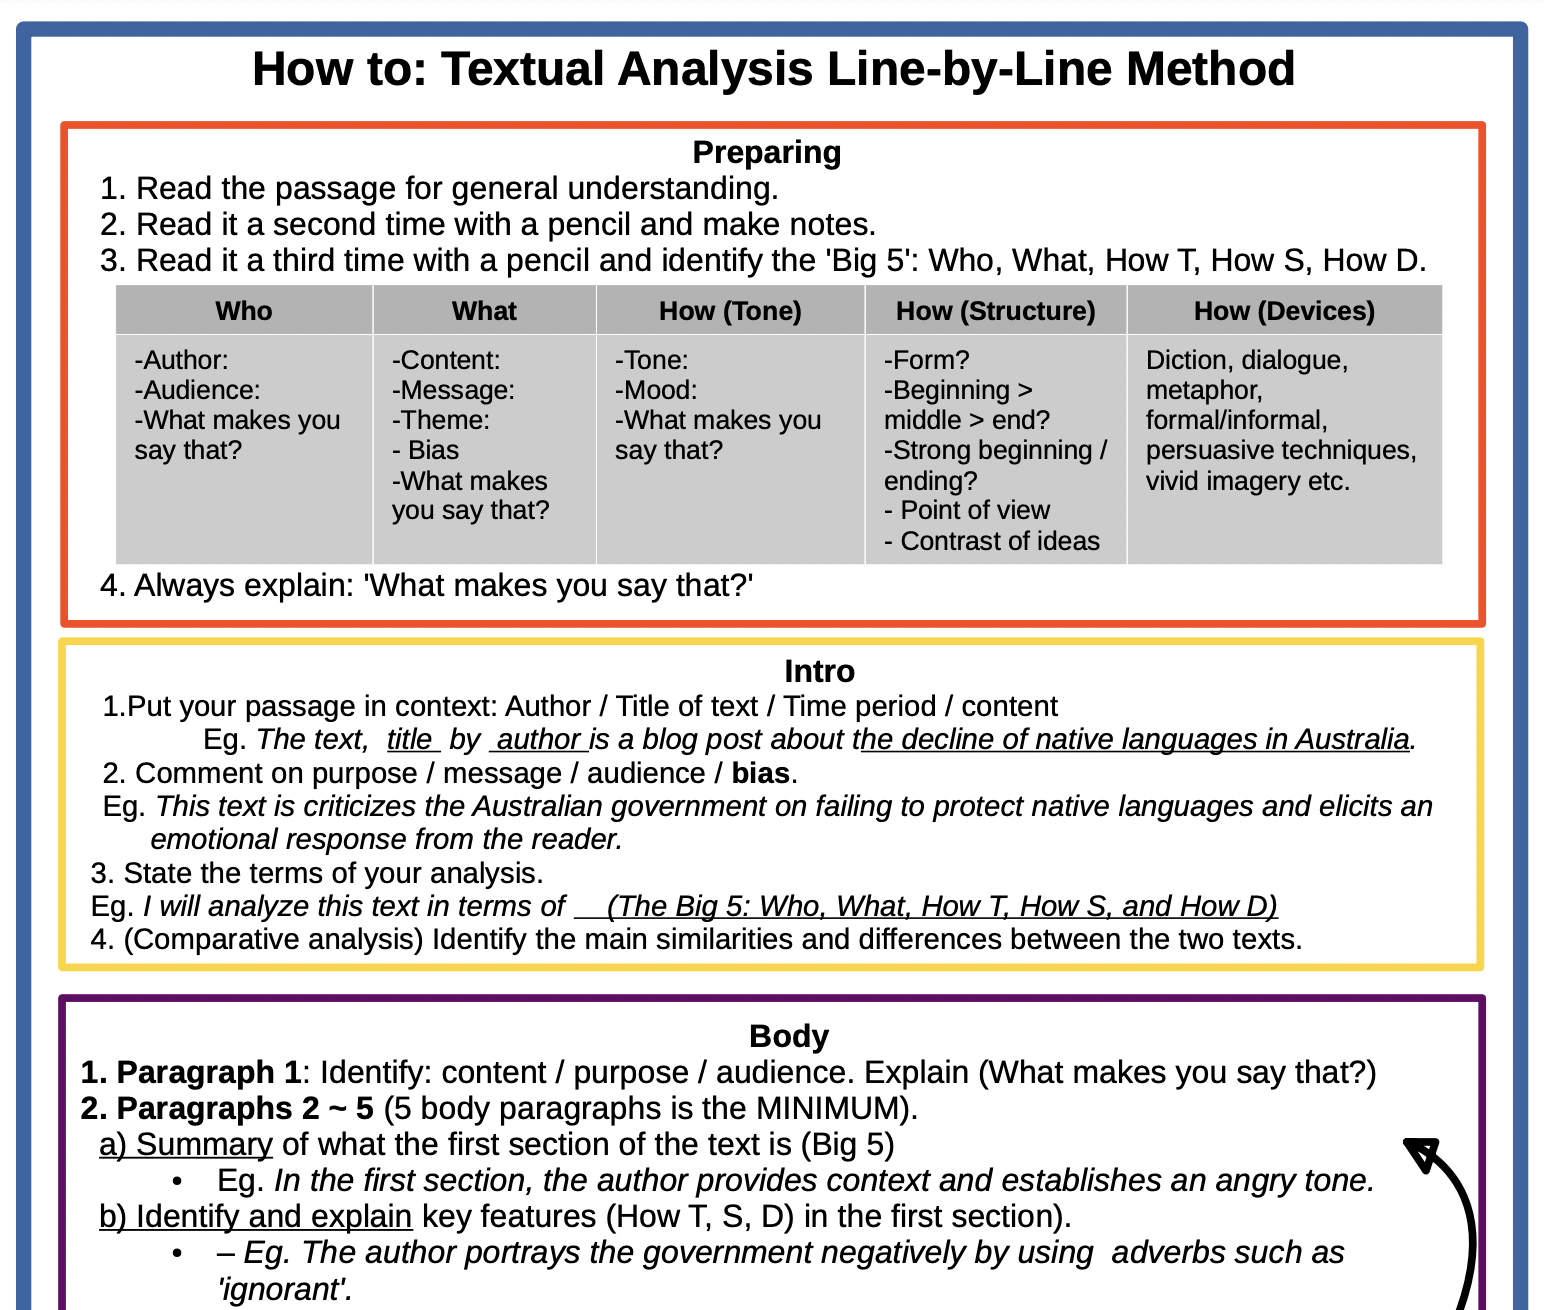 How to: Textual Analysis Line-by-Line Method
Preparing
1. Read the passage for general understanding.
2. Read it a second time with a pencil and make notes.
3. Read it a third time with a pencil and identify the 'Big 5': Who, What, How T, How S, How D.
Who
-Author:
-Audience:
-What makes you
say that?
What
-Content:
-Message:
-Theme:
- Bias
-What makes
you say that?
How (Tone)
-Tone:
-Mood:
-What makes you
say that?
How (Structure)
-Form?
-Beginning >
middle > end?
-Strong beginning /
ending?
- Point of view
- Contrast of ideas
How (Devices)
Diction, dialogue,
metaphor,
formal/informal,
persuasive techniques,
vivid imagery etc.
4. Always explain: 'What makes you say that?'
Intro
1.Put your passage in context: Author / Title of text / Time period / content
Eg. The text, title by author is a blog post about the decline of native languages in Australia.
2. Comment on purpose / message / audience / bias.
Eg. This text is criticizes the Australian government on failing to protect native languages and elicits an
emotional response from the reader.
3. State the terms of your analysis.
Eg. I will analyze this text in terms of __(The Big 5: Who, What, How T, How S, and How D)
4. (Comparative analysis) Identify the main similarities and differences between the two texts.
Body
1. Paragraph 1: Identify: content / purpose / audience. Explain (What makes you say that?)
2. Paragraphs 2 ~ 5 (5 body paragraphs is the MINIMUM).
a) Summary of what the first section of the text is (Big 5)
• Eg. In the first section, the author provides context and establishes an angry tone.
b) Identify and explain key features (How T, S, D) in the first section).
• – Eg. The author portrays the government negatively by using adverbs such as
'ignorant'.